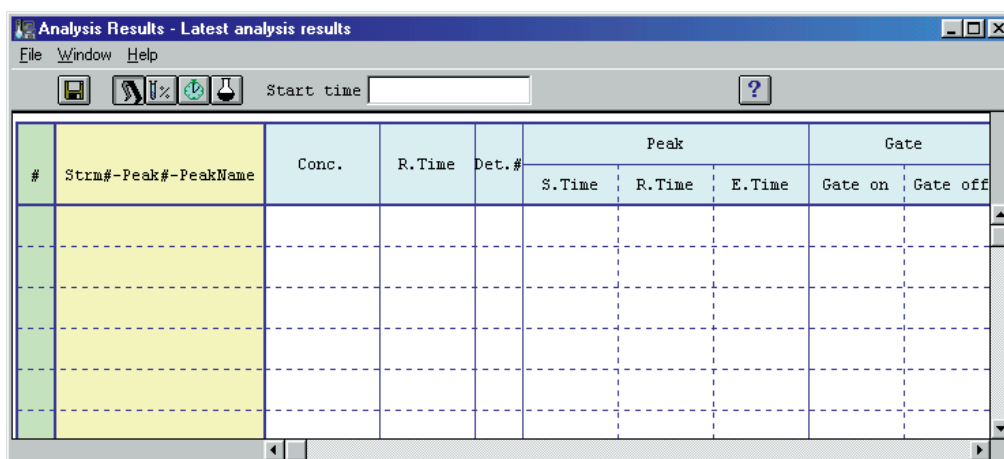 Analysis Results - Latest analysis results
File Window Help
% Start time ?
Peak Gate
# Strm#-Peak#-PeakName Conc. R.Time Det.#
S.Time R.Time E.Time Gate on Gate off